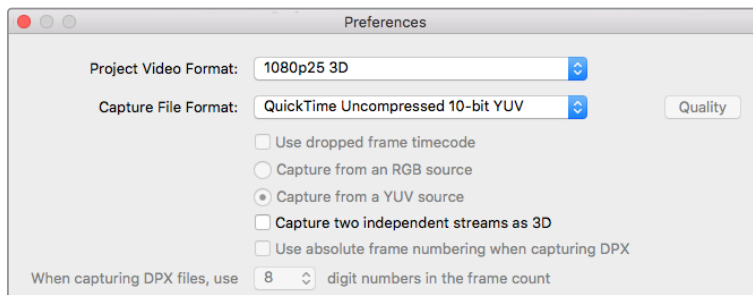 Preferences
Project Video Format: 1080p25 3D
Capture File Format: QuickTime Uncompressed 10-bit YUV Quality
Use dropped frame timecode
Capture from an RGB source
Capture from a YUV source
Capture two independent streams as 3D
Use absolute frame numbering when capturing DPX
When capturing DPX files, use 8 digit numbers in the frame count